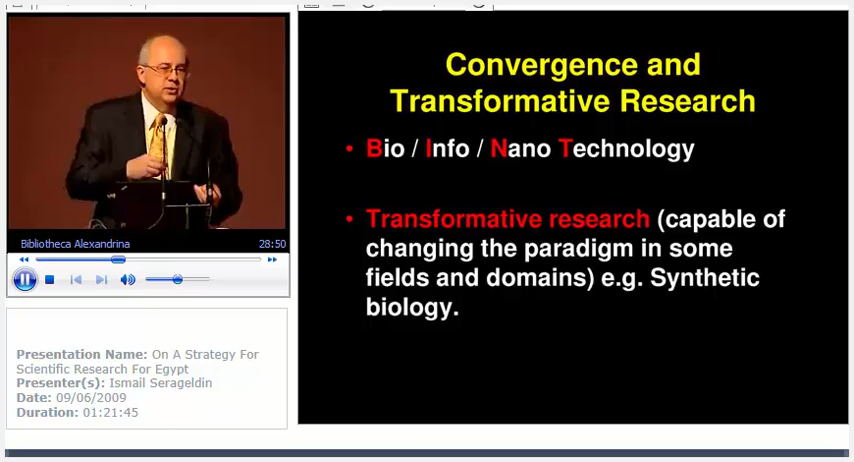 Convergence and
Transformative Research
• Bio / Info / Nano Technology
• Transformative research (capable of
changing the paradigm in some
fields and domains) e.g. Synthetic
biology.
Bibliotheca Alexandrina 28:50
Presentation Name: On A Strategy For
Scientific Research For Egypt
Presenter(s): Ismail Serageldin
Date: 09/06/2009
Duration: 01:21:45